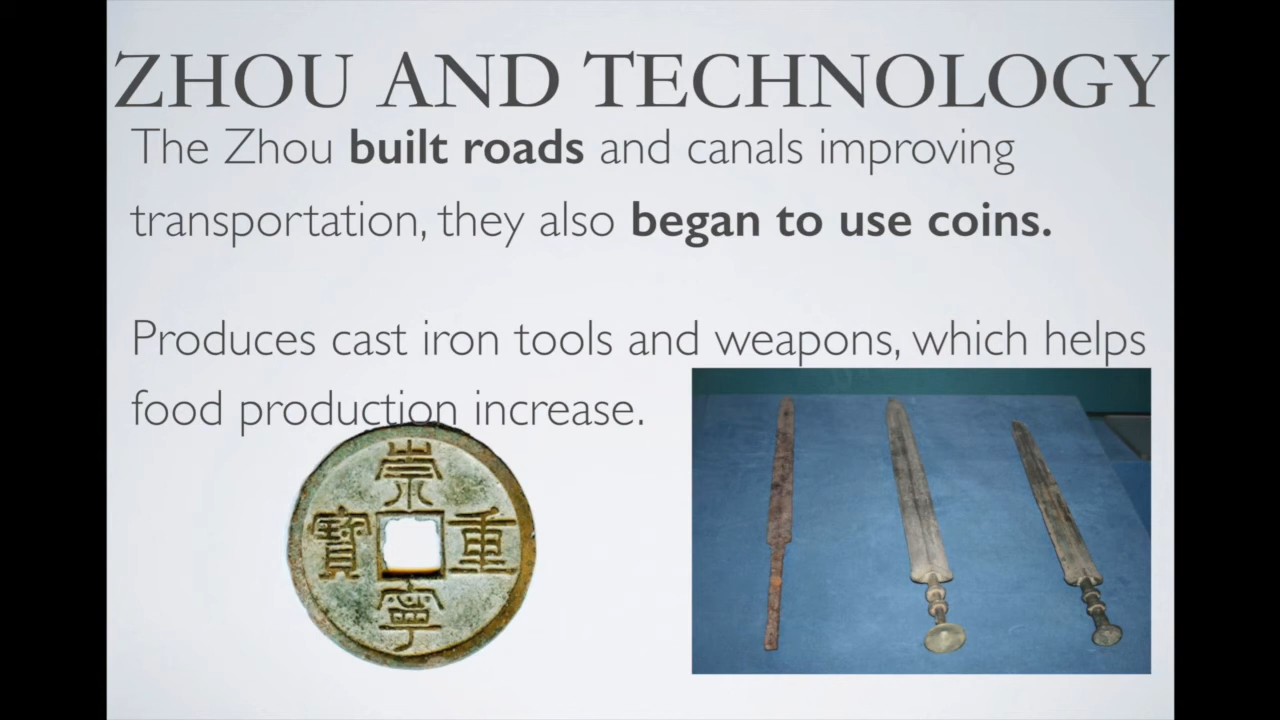 ZHOU AND TECHNOLOGY
The Zhou built roads and canals improving
transportation, they also began to use coins.
Produces cast iron tools and weapons, which helps
food production increase.
崇
寶 重
寧